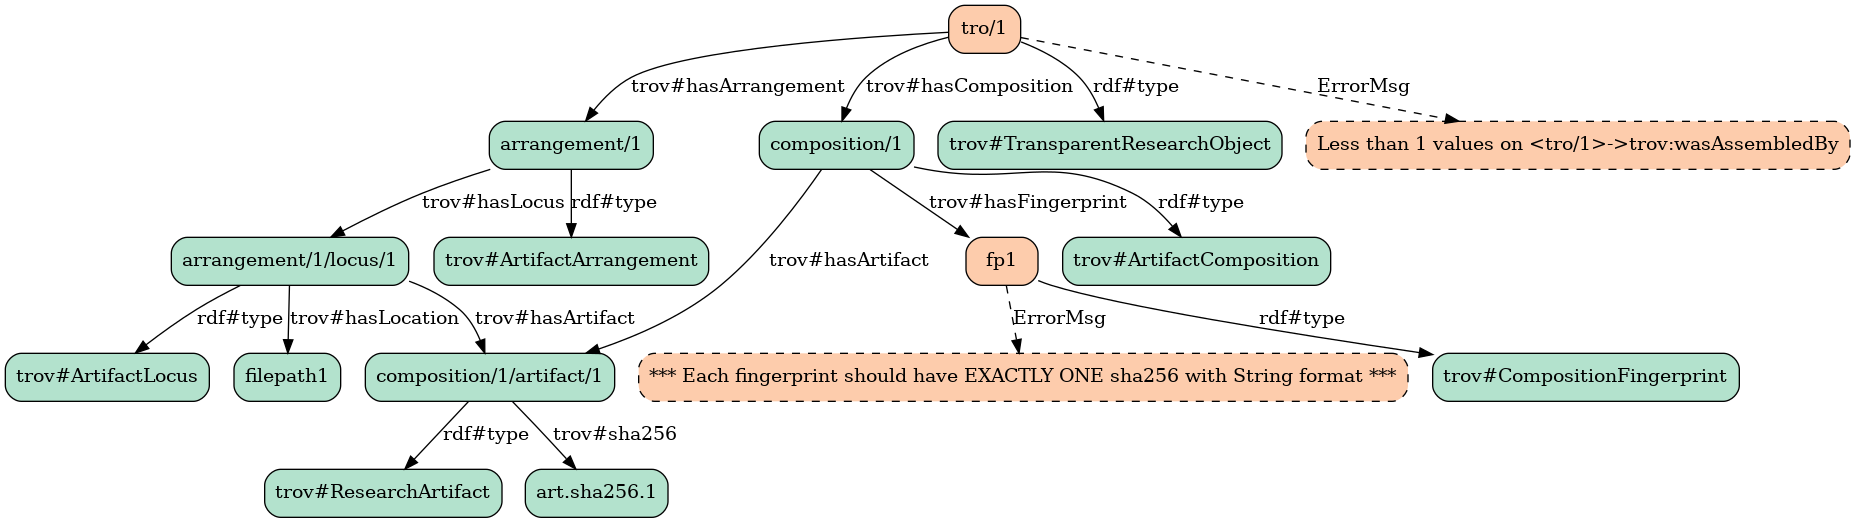 tro/1
trov#hasArrangement
trov#hasComposition
rdf#type
ErrorMsg
arrangement/1
composition/1
trov#TransparentResearchObject
Less than 1 values on <tro/1>->trov:wasAssembledBy
trov#hasLocus
rdf#type
trov#hasFingerprint
rdf#type
arrangement/1/locus/1
trov#ArtifactArrangement
trov#hasArtifact
fp1
trov#ArtifactComposition
rdf#type
trov#hasLocation
trov#hasArtifact
ErrorMsg
rdf#type
trov#ArtifactLocus
filepath1
composition/1/artifact/1
*** Each fingerprint should have EXACTLY ONE sha256 with String format ***
trov#CompositionFingerprint
rdf#type
trov#sha256
trov#ResearchArtifact
art.sha256.1